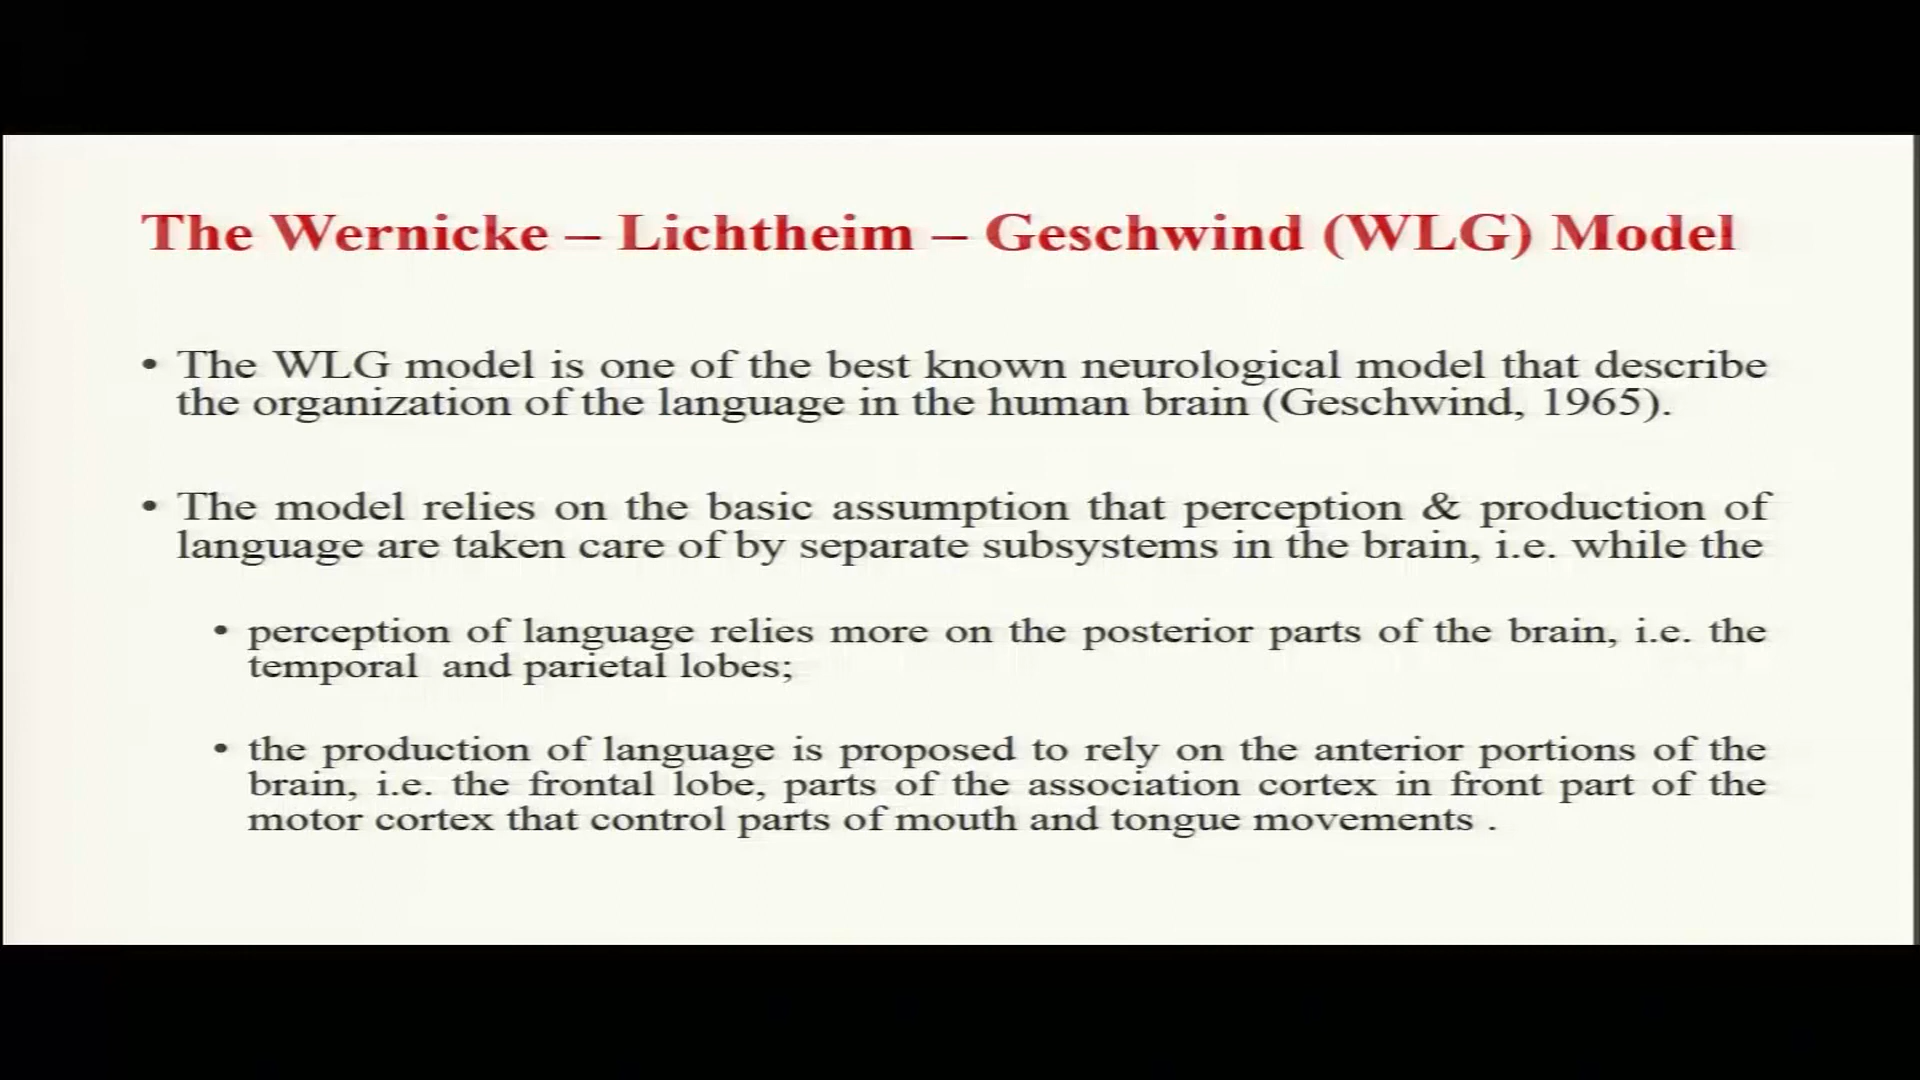 The Wernicke – Lichtheim – Geschwind (WLG) Model
• The WLG model is one of the best known neurological model that describe
the organization of the language in the human brain (Geschwind, 1965).
• The model relies on the basic assumption that perception & production of
language are taken care of by separate subsystems in the brain, i.e. while the
• perception of language relies more on the posterior parts of the brain, i.e. the
temporal and parietal lobes;
• the production of language is proposed to rely on the anterior portions of the
brain, i.e. the frontal lobe, parts of the association cortex in front part of the
motor cortex that control parts of mouth and tongue movements .